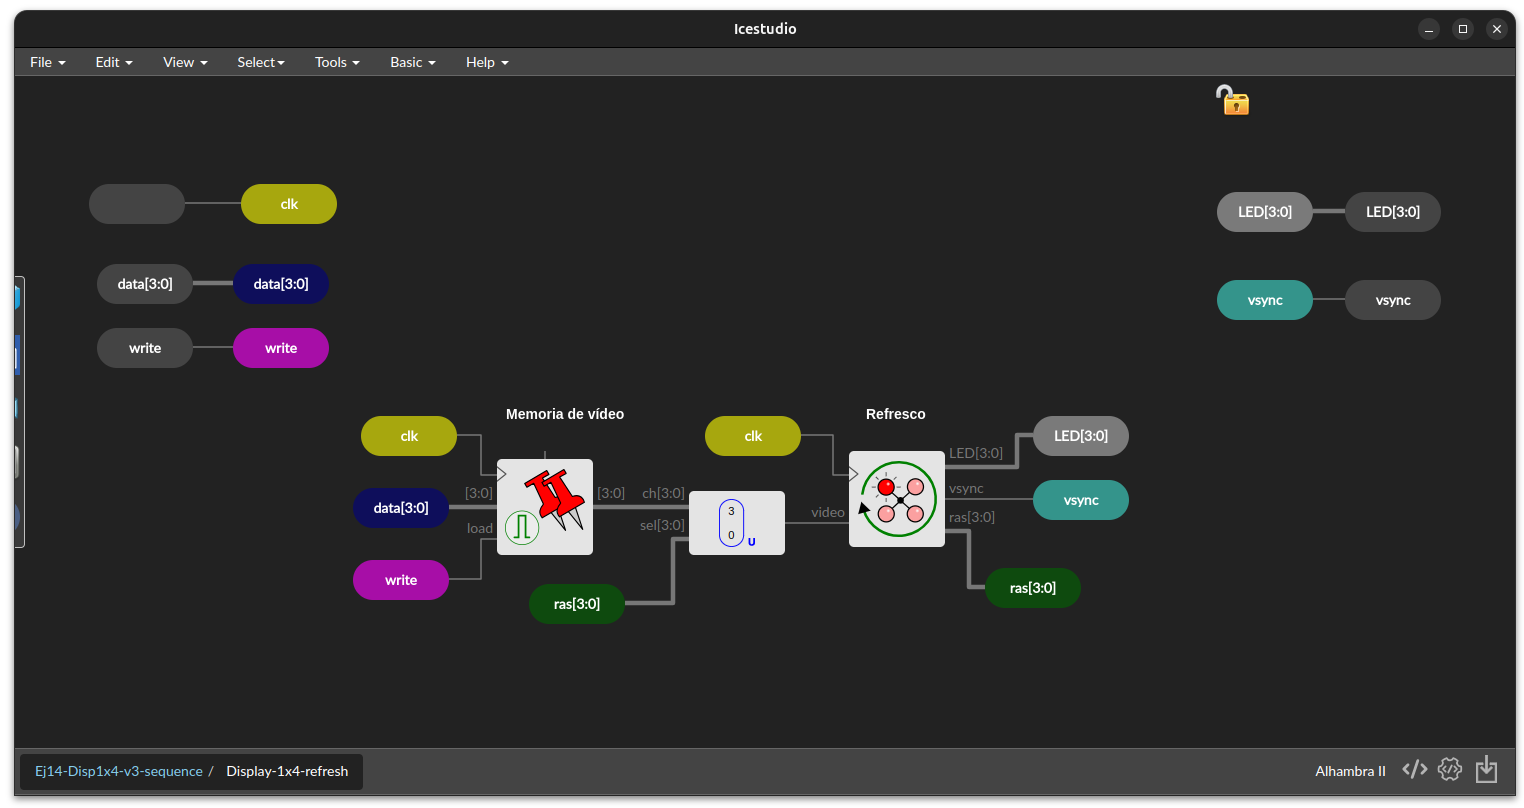 Icestudio
File Edit View Select Tools Basic Help
clk
LED[3:0] LED[3:0]
data[3:0] data[3:0]
vsync vsync
write write
Memoria de vídeo
Refresco
clk
clk
LED[3:0]
LED[3:0]
[3:0]
[3:0]
ch[3:0]
data[3:0]
load
sel[3:0]
3
0
U
video
vsync
vsync
ras[3:0]
write
ras[3:0]
ras[3:0]
Ej14-Disp1x4-v3-sequence / Display-1x4-refresh
Alhambra II